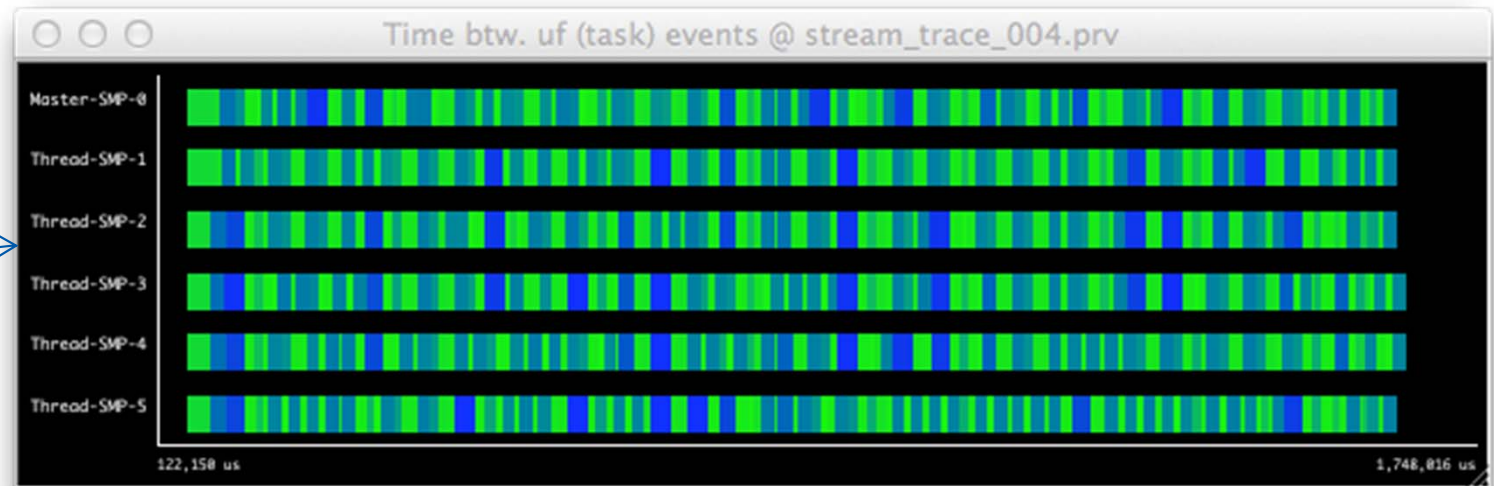 Time btw. uf (task) events @ stream_trace_004.prv
Master-SMP-0
Thread-SMP-1
Thread-SMP-2
Thread-SMP-3
Thread-SMP-4
Thread-SMP-5
122,150 us 1,748,016 us